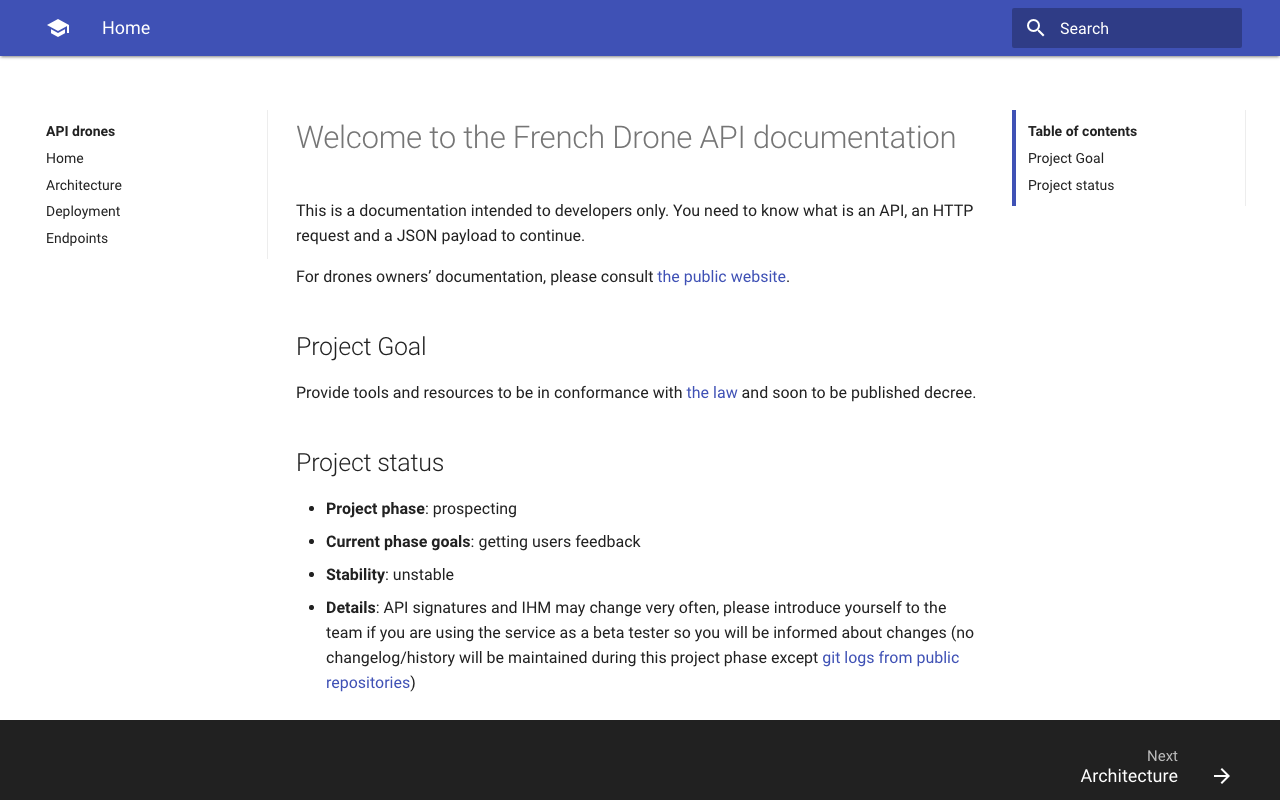 Home
Search
API drones
Home
Architecture
Deployment
Endpoints
Welcome to the French Drone API documentation
This is a documentation intended to developers only. You need to know what is an API, an HTTP
request and a JSON payload to continue.
For drones owners’ documentation, please consult the public website.
Project Goal
Provide tools and resources to be in conformance with the law and soon to be published decree.
Project status
Project phase: prospecting
Current phase goals: getting users feedback
Stability: unstable
Details: API signatures and IHM may change very often, please introduce yourself to the
team if you are using the service as a beta tester so you will be informed about changes (no
changelog/history will be maintained during this project phase except git logs from public
repositories)
Table of contents
Project Goal
Project status
Next
Architecture